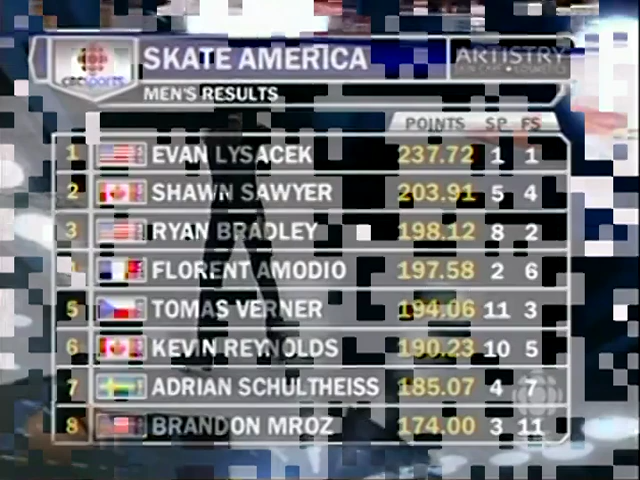 cbcsports
SKATE AMERICA
ARTISTRY
MEN'S RESULTS
POINTS SP FS
1 EVAN LYSACEK 237.72 1 1
2 SHAWN SAWYER 203.91 5 4
3 RYAN BRADLEY 198.12 8 2
FLORENT AMODIO 197.58 2 6
5 TOMAS VERNER 194.06 11 3
6 KEVIN REYNOLDS 190.23 10 5
7 ADRIAN SCHULTHEISS 185.07 4 7
8 BRANDON MROZ 174.00 3 11